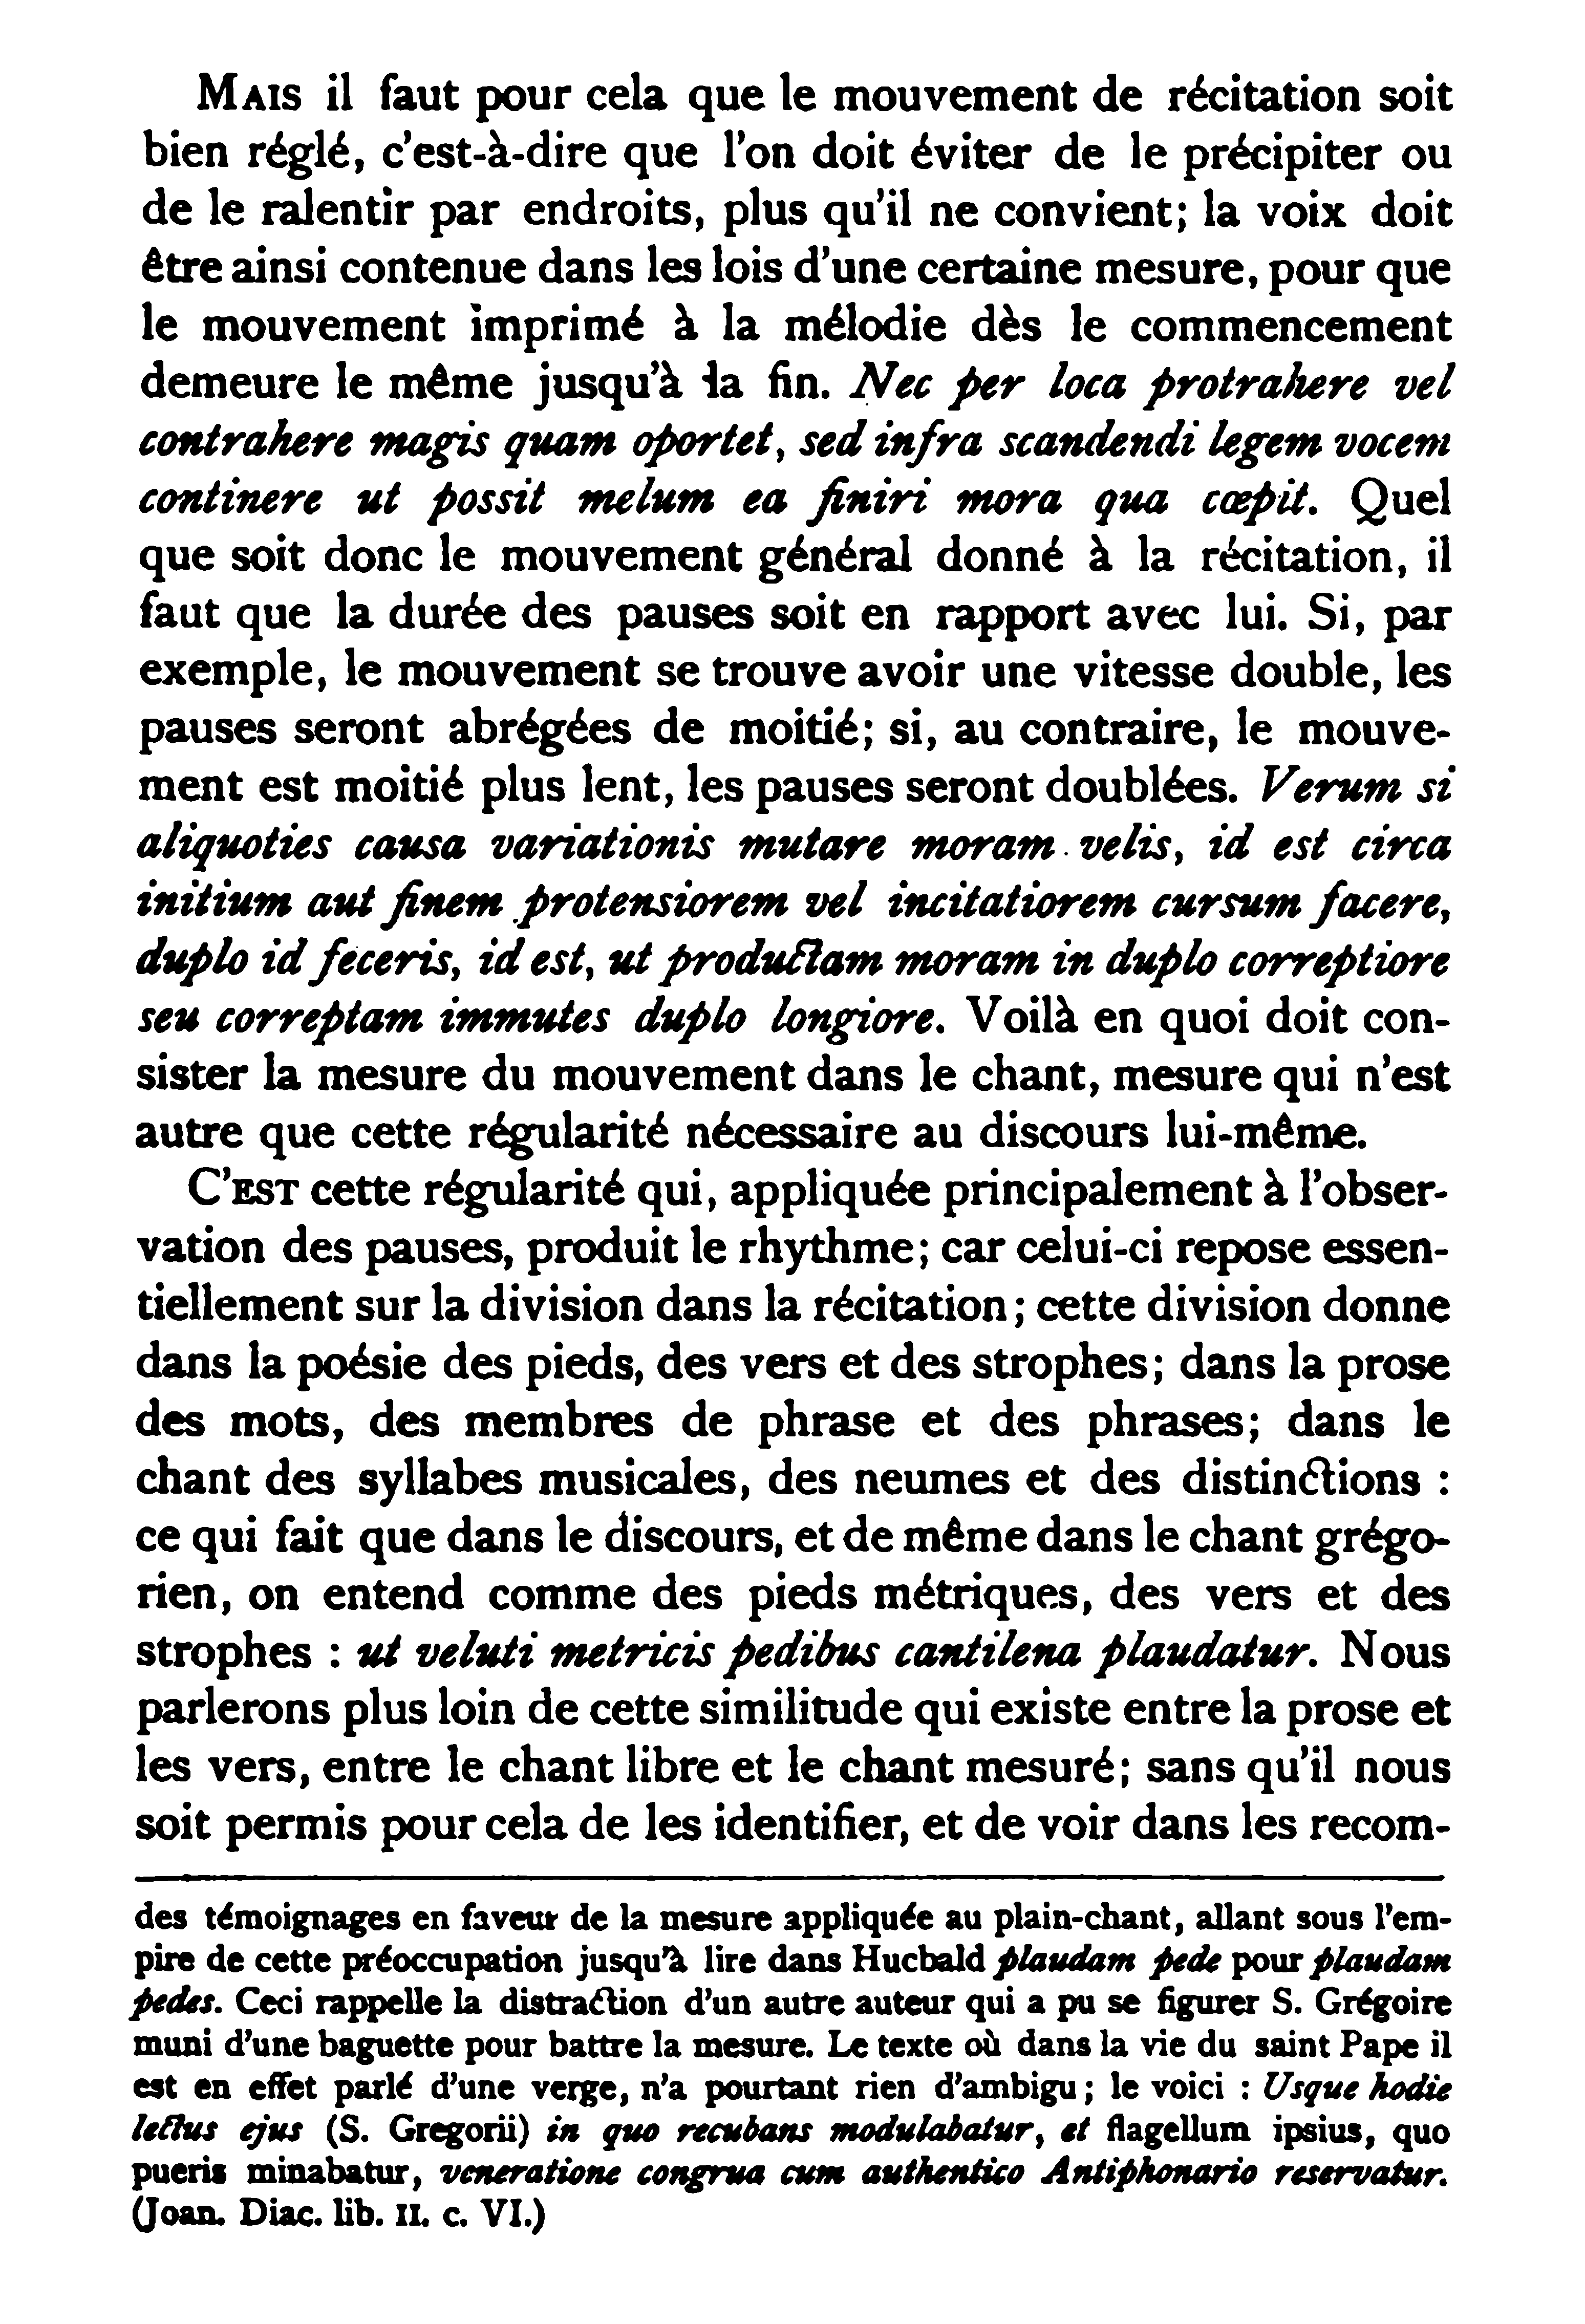 MAIS il faut pour cela que le mouvement de récitation soit
bien réglé, c'est-à-dire que l'on doit éviter de le précipiter ou
de le ralentir par endroits, plus qu'il ne convient; la voix doit
être ainsi contenue dans les lois d'une certaine mesure, pour que
le mouvement imprimé à la mélodie dès le commencement
demeure le même jusqu'à la fin. Nec per loca protrahere vel
contrahere magis quam oportet, sed infra scandendi legem vocem
continere ut possit melum ea finiri mora qua cœpit. Quel
que soit donc le mouvement général donné à la récitation, il
faut que la durée des pauses soit en rapport avec lui. Si, par
exemple, le mouvement se trouve avoir une vitesse double, les
pauses seront abrégées de moitié; si, au contraire, le mouve-
ment est moitié plus lent, les pauses seront doublées. Verum si
aliquoties causa variationis mutare moram velis, id est circa
initium aut finem protensiorem vel incitatiorem cursum facere,
duplo id feceris, id est, ut productam moram in duplo correptiore
seu correptam immutes duplo longiore. Voilà en quoi doit con-
sister la mesure du mouvement dans le chant, mesure qui n'est
autre que cette régularité nécessaire au discours lui-même.
C'EST cette régularité qui, appliquée principalement à l'obser-
vation des pauses, produit le rhythme; car celui-ci repose essen-
tiellement sur la division dans la récitation; cette division donne
dans la poésie des pieds, des vers et des strophes; dans la prose
des mots, des membres de phrase et des phrases; dans le
chant des syllabes musicales, des neumes et des distinctions :
ce qui fait que dans le discours, et de même dans le chant grégo-
rien, on entend comme des pieds métriques, des vers et des
strophes : ut veluti metricis pedibus cantilena plaudatur. Nous
parlerons plus loin de cette similitude qui existe entre la prose et
les vers, entre le chant libre et le chant mesuré; sans qu'il nous
soit permis pour cela de les identifier, et de voir dans les recom-
des témoignages en faveur de la mesure appliquée au plain-chant, allant sous l'em-
pire de cette préoccupation jusqu'à lire dans Hucbald plaudam pede pour plaudam
pedes. Ceci rappelle la distraction d'un autre auteur qui a pu se figurer S. Grégoire
muni d'une baguette pour battre la mesure. Le texte où dans la vie du saint Pape il
est en effet parlé d'une verge, n'a pourtant rien d'ambigu; le voici : Usque hodie
lectus ejus (S. Gregorii) in quo recubans modulabatur, et flagellum ipsius, quo
pueris minabatur, veneratione congrua cum authentico Antiphonario reservatur.
(Joan. Diac. lib. II. c. VI.)